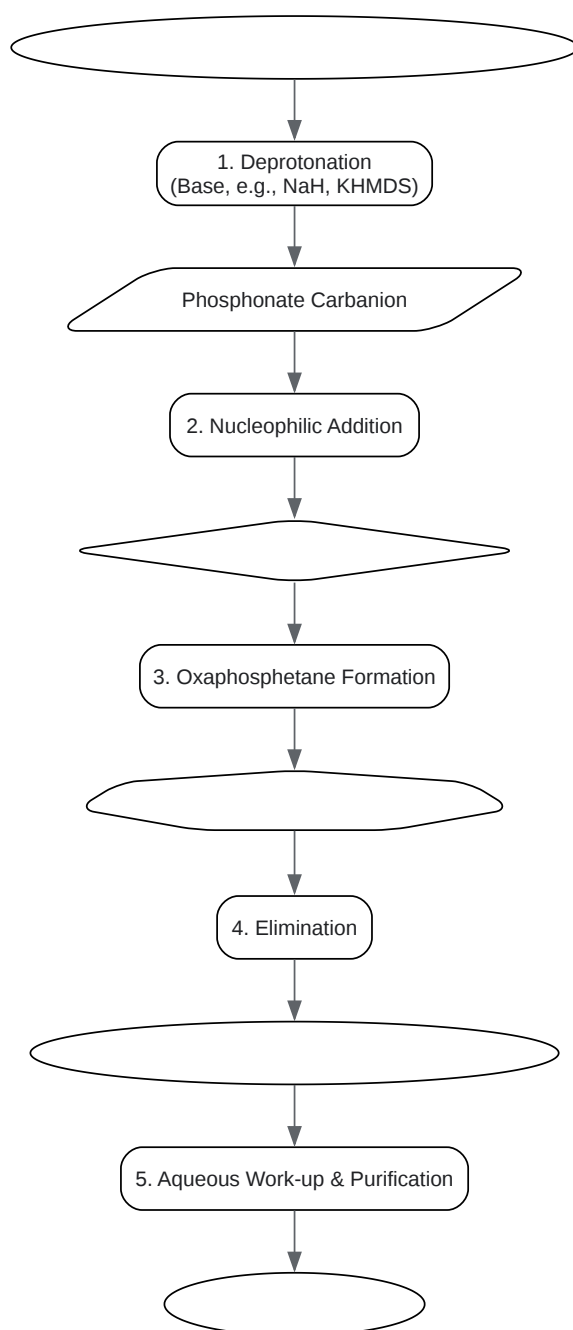 1. Deprotonation
(Base, e.g., NaH, KHMDS)
Phosphonate Carbanion
2. Nucleophilic Addition
3. Oxaphosphetane Formation
4. Elimination
5. Aqueous Work-up & Purification